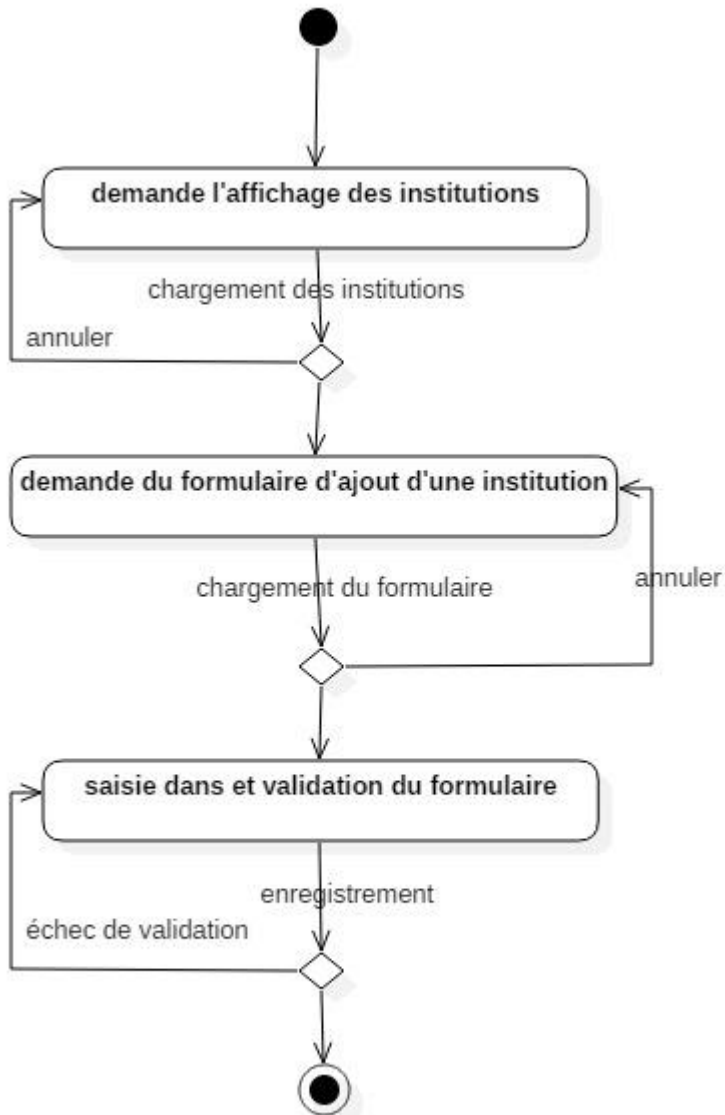 demande l'affichage des institutions
chargement des institutions
annuler
demande du formulaire d'ajout d'une institution
chargement du formulaire
annuler
saisie dans et validation du formulaire
enregistrement
échec de validation